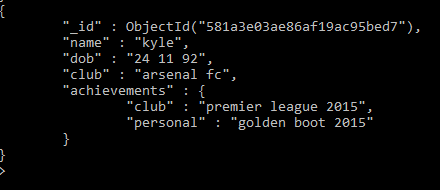 {
"_id" : ObjectId("581a3e03ae86af19ac95bed7"),
"name" : "kyle",
"dob" : "24 11 92",
"club" : "arsenal fc",
"achievements" : {
"club" : "premier league 2015",
"personal" : "golden boot 2015"
}
}
>